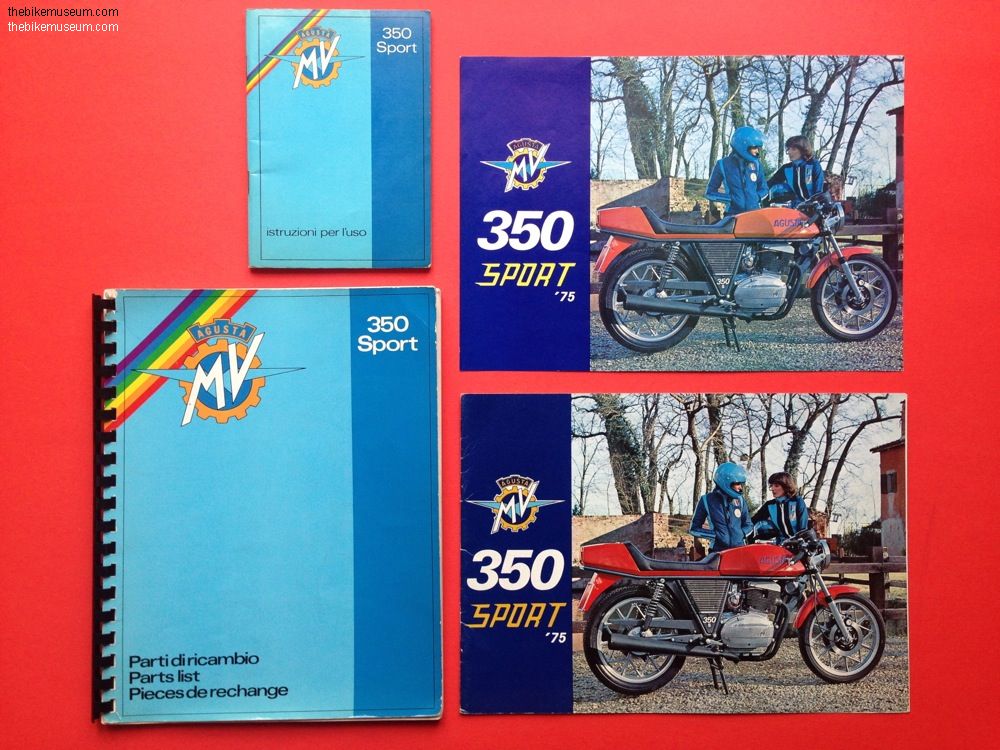 thebikemuseum.com
thebikemuseum.com
AGUSTA
MV
350
Sport
istruzioni per l'uso
AGUSTA
MV
350
Sport
Parti di ricambio
Parts list
Pieces de rechange
AGUSTA
MV
350
SPORT
'75
AGUSTA
350
AGUSTA
MV
350
SPORT
'75
AGUSTA
350